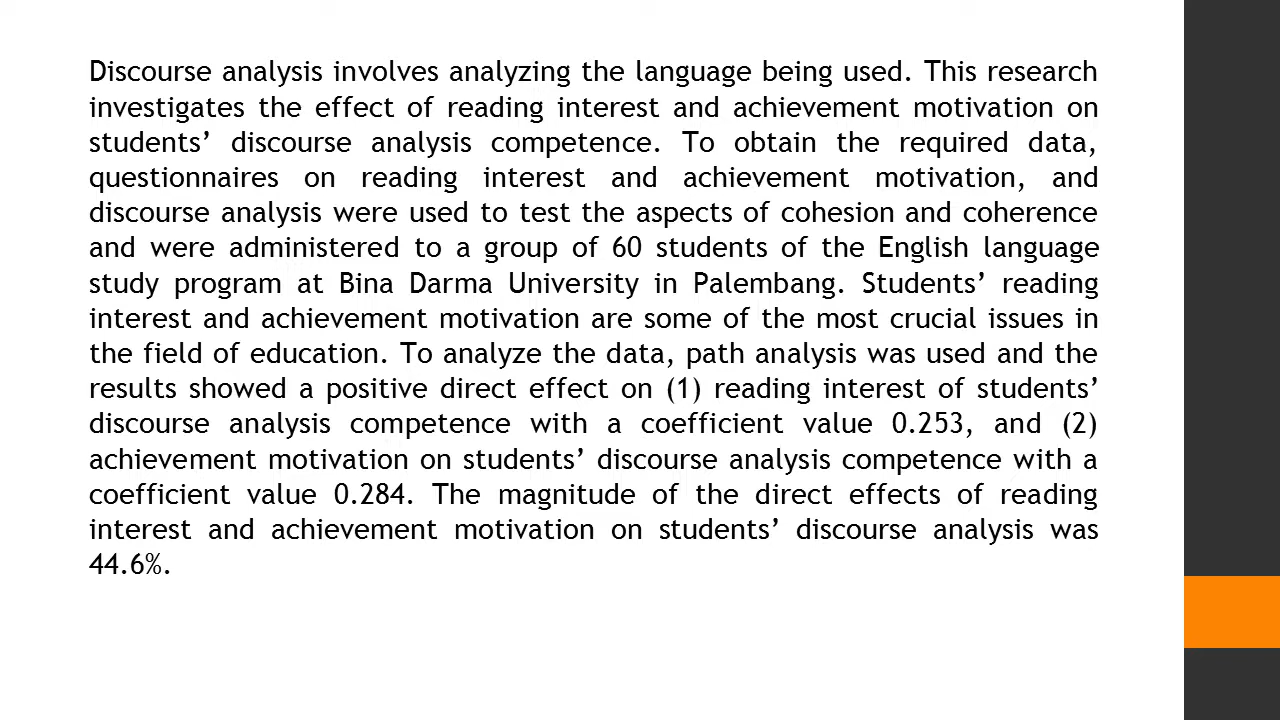 Discourse analysis involves analyzing the language being used. This research
investigates the effect of reading interest and achievement motivation on
students’ discourse analysis competence. To obtain the required data,
questionnaires on reading interest and achievement motivation, and
discourse analysis were used to test the aspects of cohesion and coherence
and were administered to a group of 60 students of the English language
study program at Bina Darma University in Palembang. Students’ reading
interest and achievement motivation are some of the most crucial issues in
the field of education. To analyze the data, path analysis was used and the
results showed a positive direct effect on (1) reading interest of students’
discourse analysis competence with a coefficient value 0.253, and (2)
achievement motivation on students’ discourse analysis competence with a
coefficient value 0.284. The magnitude of the direct effects of reading
interest and achievement motivation on students’ discourse analysis was
44.6%.